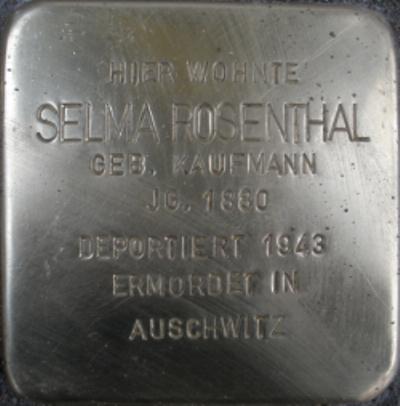 HIER WOHNTE
SELMA ROSENTHAL
GEB. KAUFMANN
JG. 1880
DEPORTIERT 1943
ERMORDET IN
AUSCHWITZ